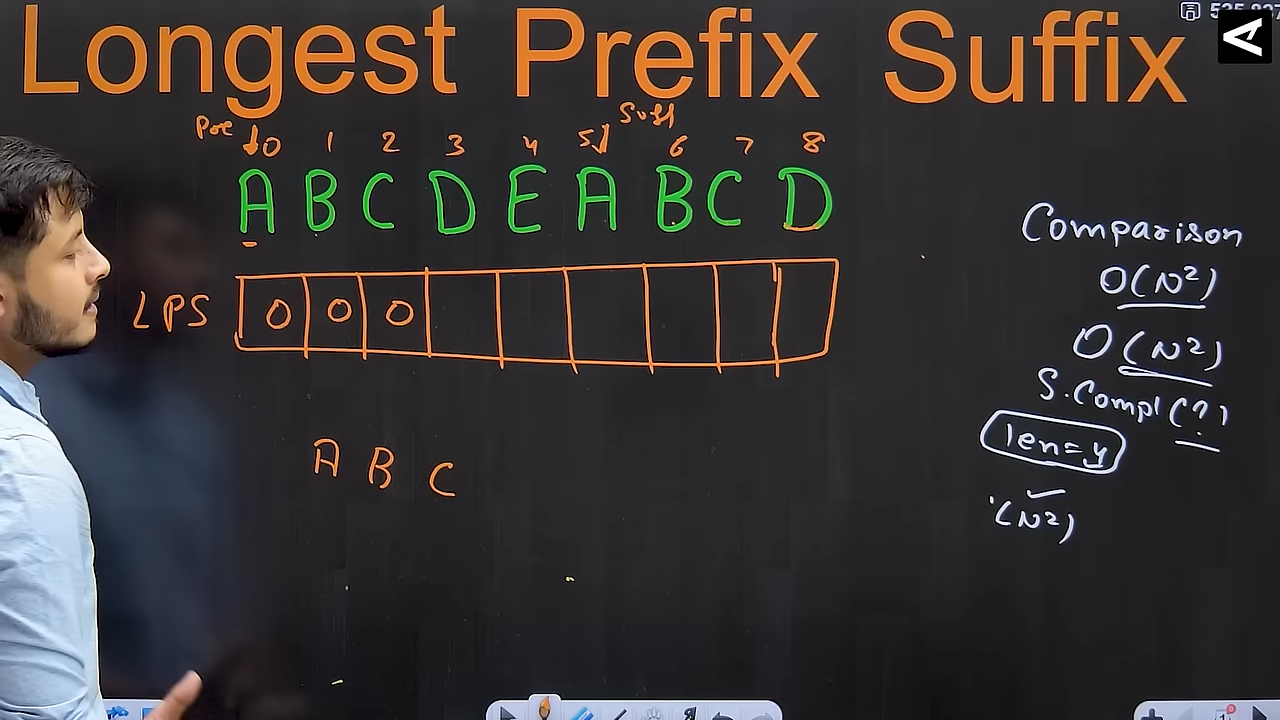 Longest Prefix Suffix
Pre Suff
0 1 2 3 4 5 6 7 8
A B C D E A B C D
LPS 0 0 0
A B C
Comparison
O(N²)
O(N²)
S.Compl(?)
len=4
(N²)